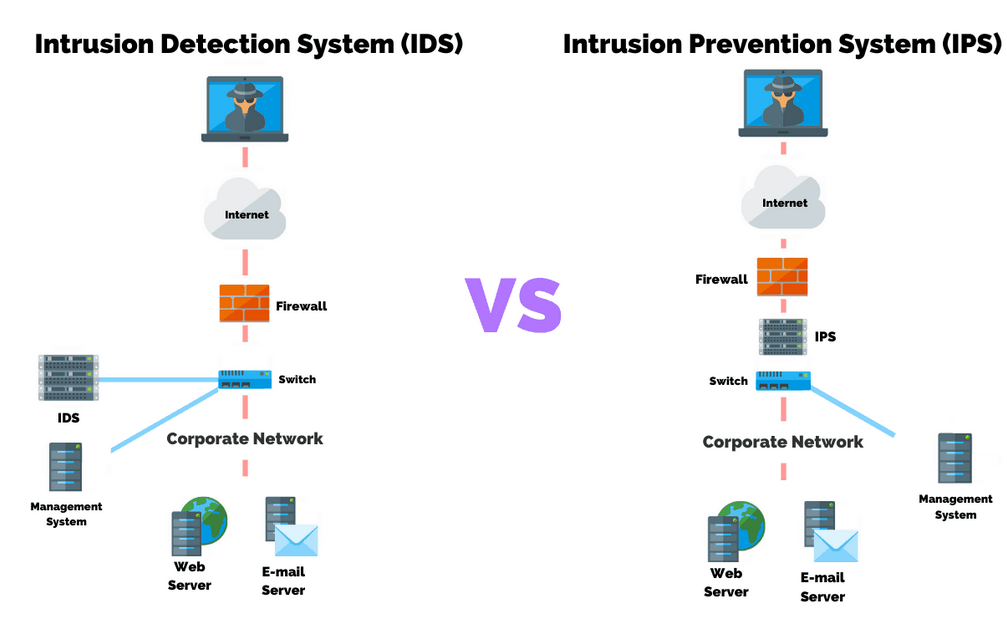 Intrusion Detection System (IDS)
Internet
Firewall
Switch
IDS
Corporate Network
Management
System
Web
Server
E-mail
Server
VS
Intrusion Prevention System (IPS)
Internet
Firewall
IPS
Switch
Corporate Network
Management
System
Web
Server
E-mail
Server